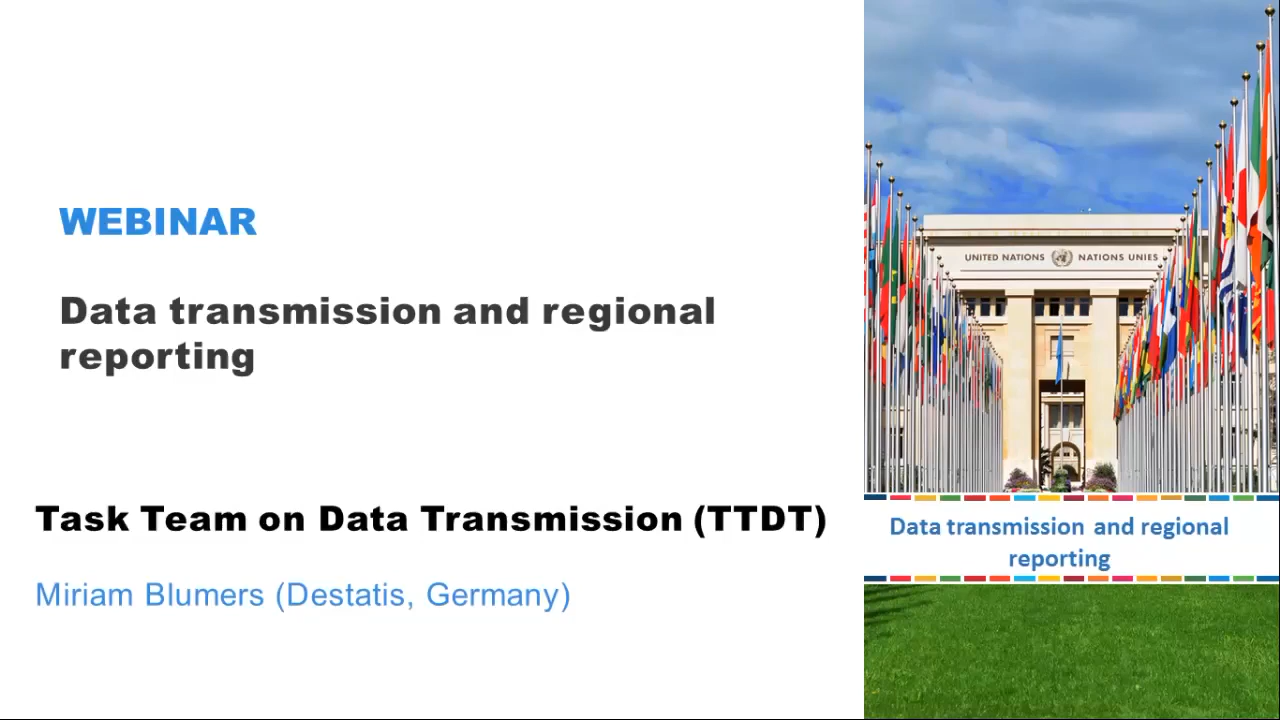 WEBINAR
Data transmission and regional
reporting
Task Team on Data Transmission (TTDT)
Miriam Blumers (Destatis, Germany)
UNITED NATIONS NATIONS UNIES
Data transmission and regional
reporting